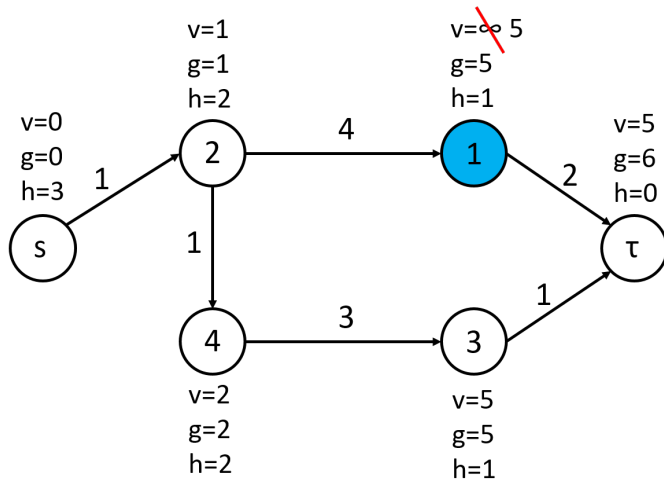 v=1
g=1
h=2
v=∞ 5
g=5
h=1
v=0
g=0
h=3
v=5
g=6
h=0
1
2
4
1
2
s
1
τ
4
3
3
1
v=2
g=2
h=2
v=5
g=5
h=1